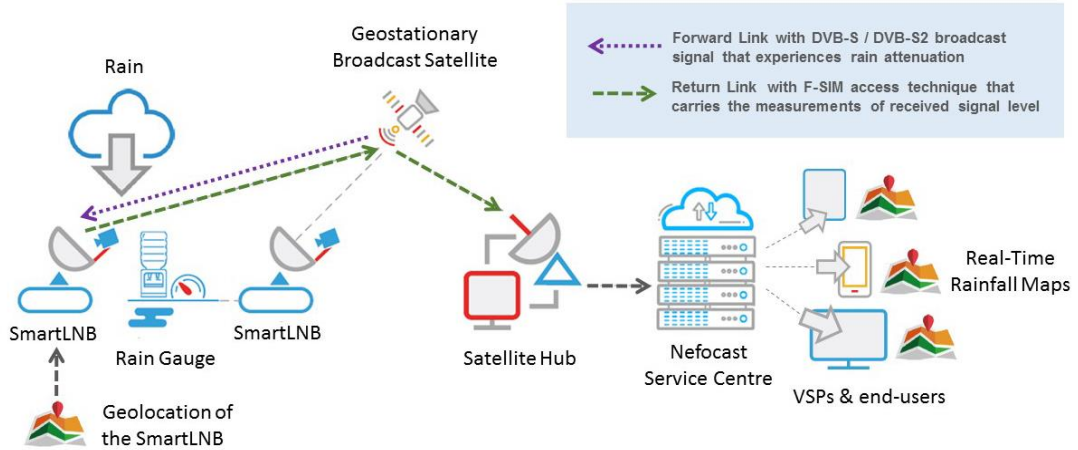 Geostationary
Broadcast Satellite
Forward Link with DVB-S / DVB-S2 broadcast
signal that experiences rain attenuation
Return Link with F-SIM access technique that
carries the measurements of received signal level
Rain
SmartLNB
Rain Gauge
SmartLNB
Satellite Hub
Nefocast
Service Centre
Real-Time
Rainfall Maps
VSPs & end-users
Geolocation of
the SmartLNB